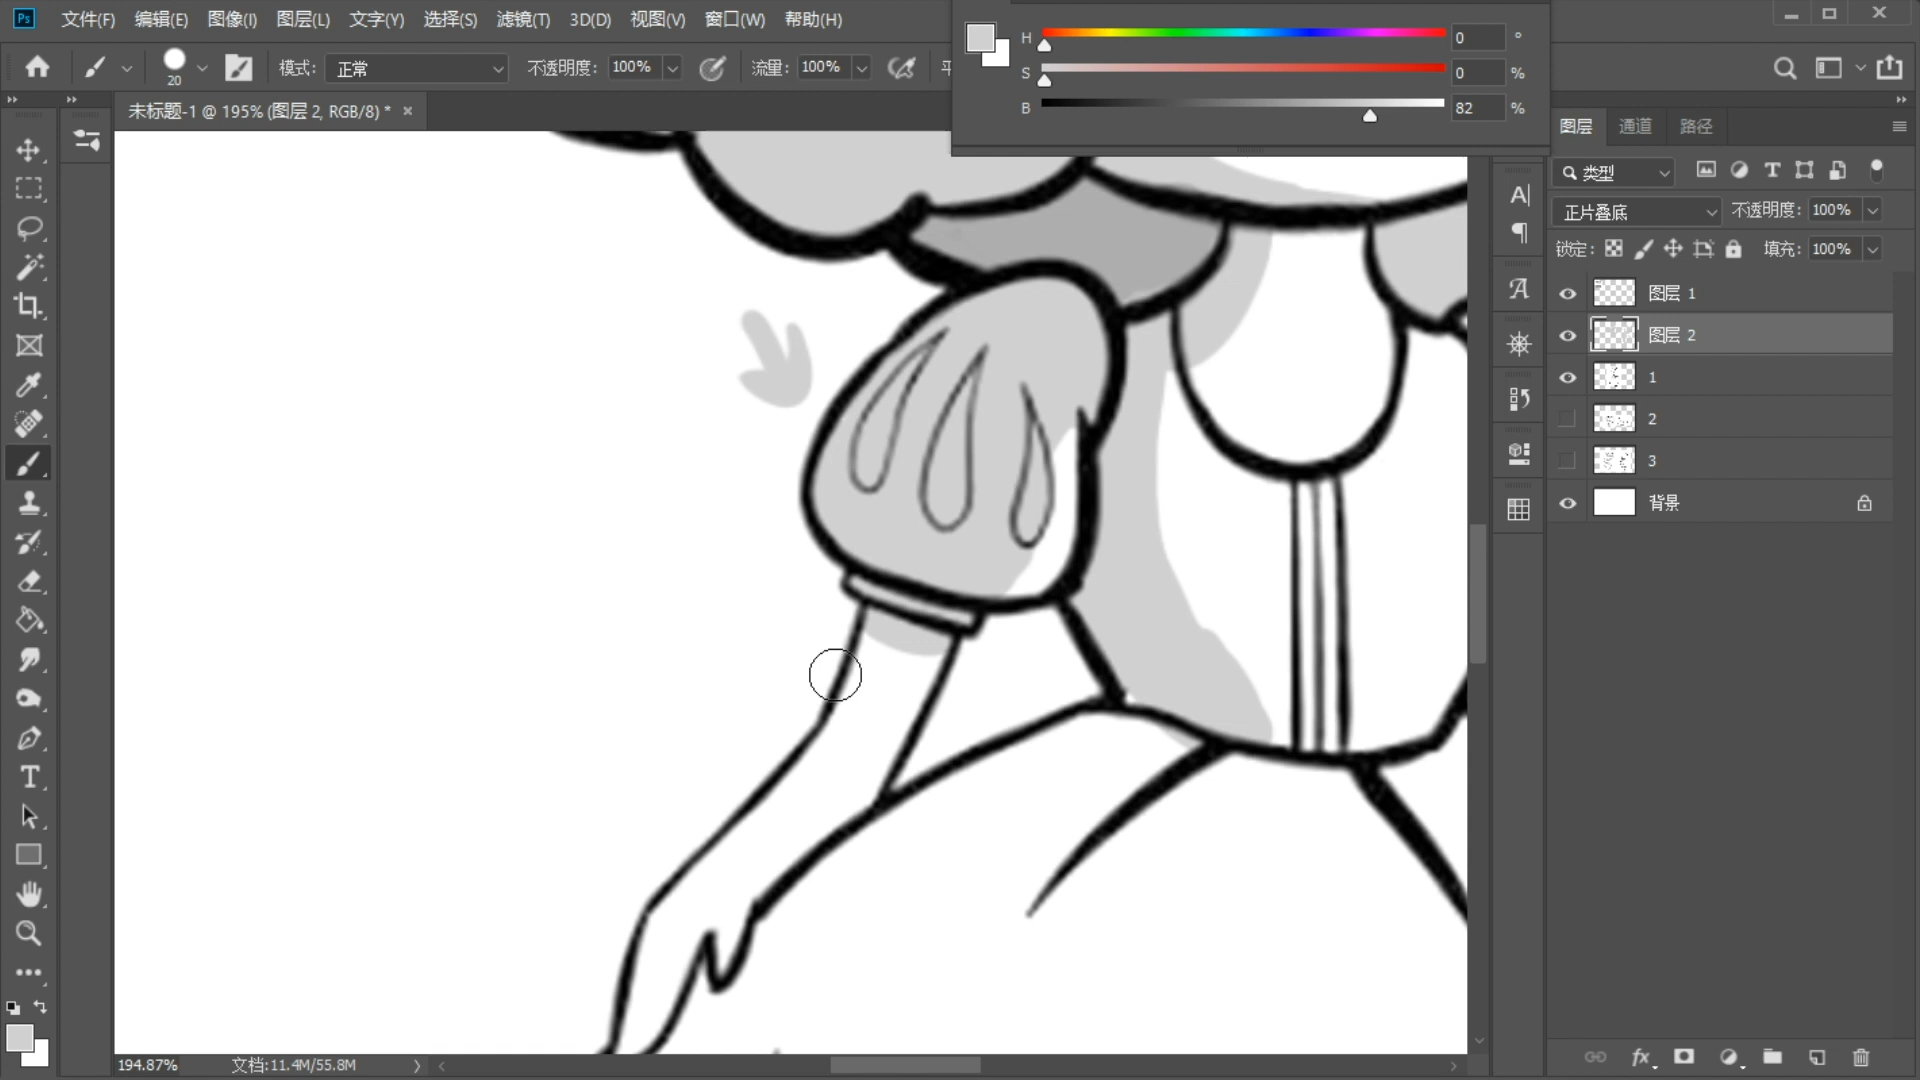 Ps 文件(F) 编辑(E) 图像(I) 图层(L) 文字(Y) 选择(S) 滤镜(T) 3D(D) 视图(V) 窗口(W) 帮助(H)
20 模式: 正常 不透明度: 100% 流量: 100% 平
H 0 °
S 0 %
B 82 %
未标题-1 @ 195% (图层 2, RGB/8) * ×
图层 通道 路径
类型
正片叠底 不透明度: 100%
锁定: 填充: 100%
图层 1
图层 2
1
2
3
背景
194.87% 文档:11.4M/55.8M